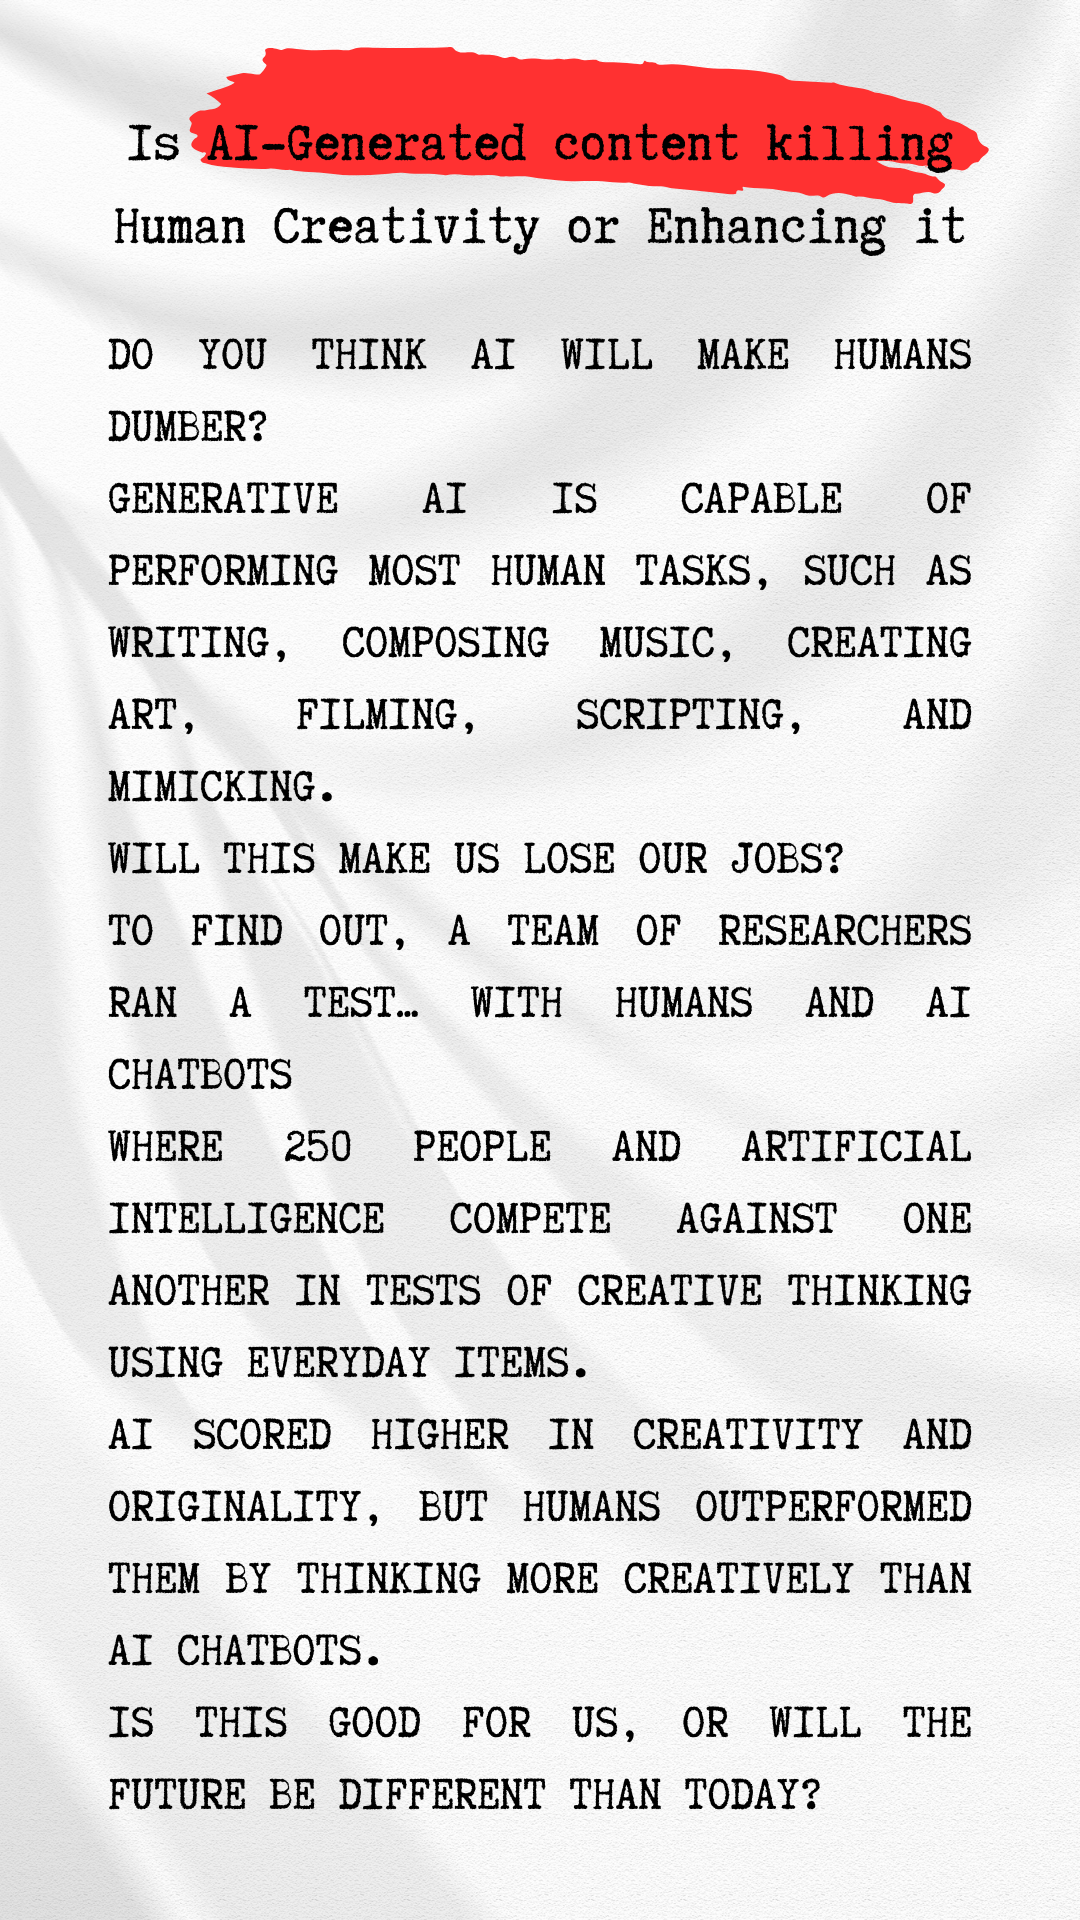 Is AI-Generated content killing
Human Creativity or Enhancing it
DO YOU THINK AI WILL MAKE HUMANS
DUMBER?
GENERATIVE AI IS CAPABLE OF
PERFORMING MOST HUMAN TASKS, SUCH AS
WRITING, COMPOSING MUSIC, CREATING
ART, FILMING, SCRIPTING, AND
MIMICKING.
WILL THIS MAKE US LOSE OUR JOBS?
TO FIND OUT, A TEAM OF RESEARCHERS
RAN A TEST… WITH HUMANS AND AI
CHATBOTS
WHERE 250 PEOPLE AND ARTIFICIAL
INTELLIGENCE COMPETE AGAINST ONE
ANOTHER IN TESTS OF CREATIVE THINKING
USING EVERYDAY ITEMS.
AI SCORED HIGHER IN CREATIVITY AND
ORIGINALITY, BUT HUMANS OUTPERFORMED
THEM BY THINKING MORE CREATIVELY THAN
AI CHATBOTS.
IS THIS GOOD FOR US, OR WILL THE
FUTURE BE DIFFERENT THAN TODAY?